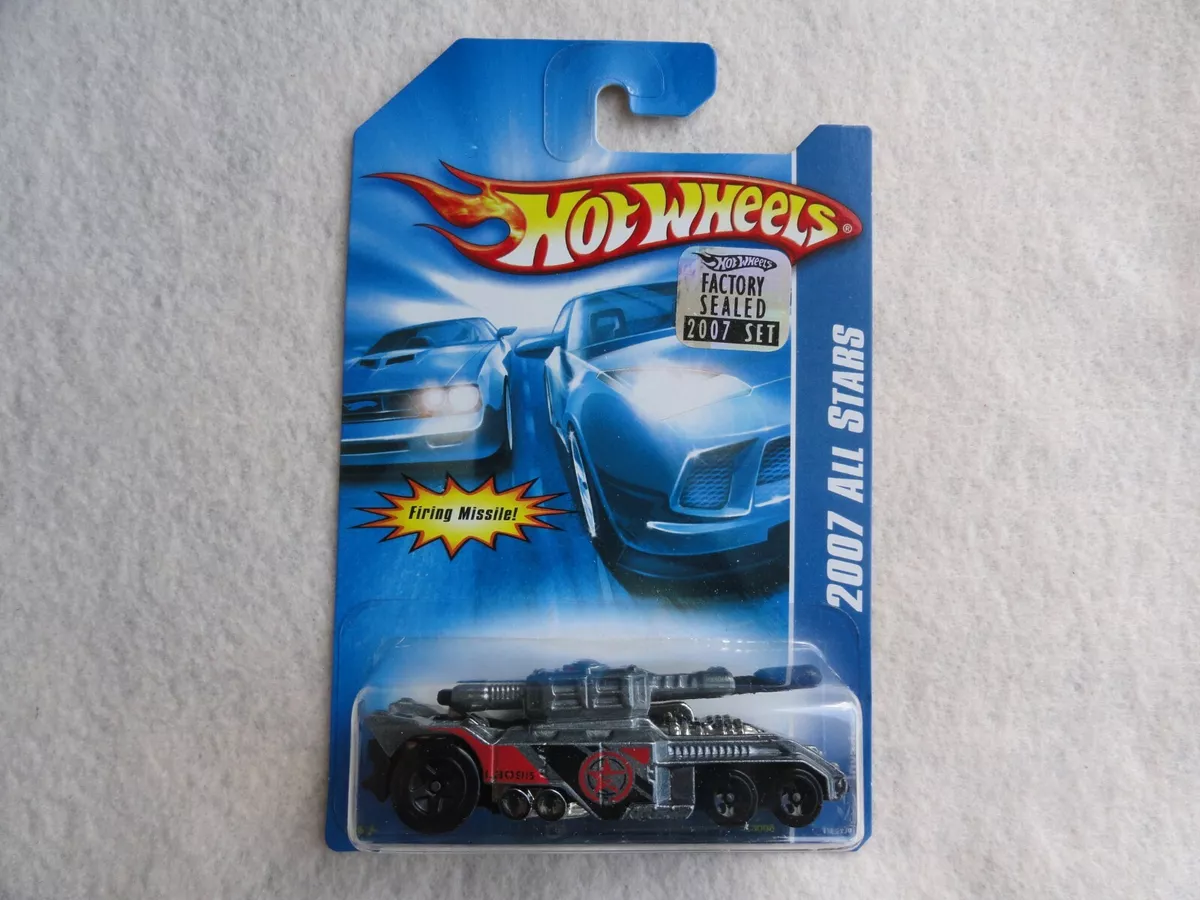 HOT WHEELS®
HOT WHEELS
FACTORY
SEALED
2007 SET
2007 ALL STARS
Firing Missile!